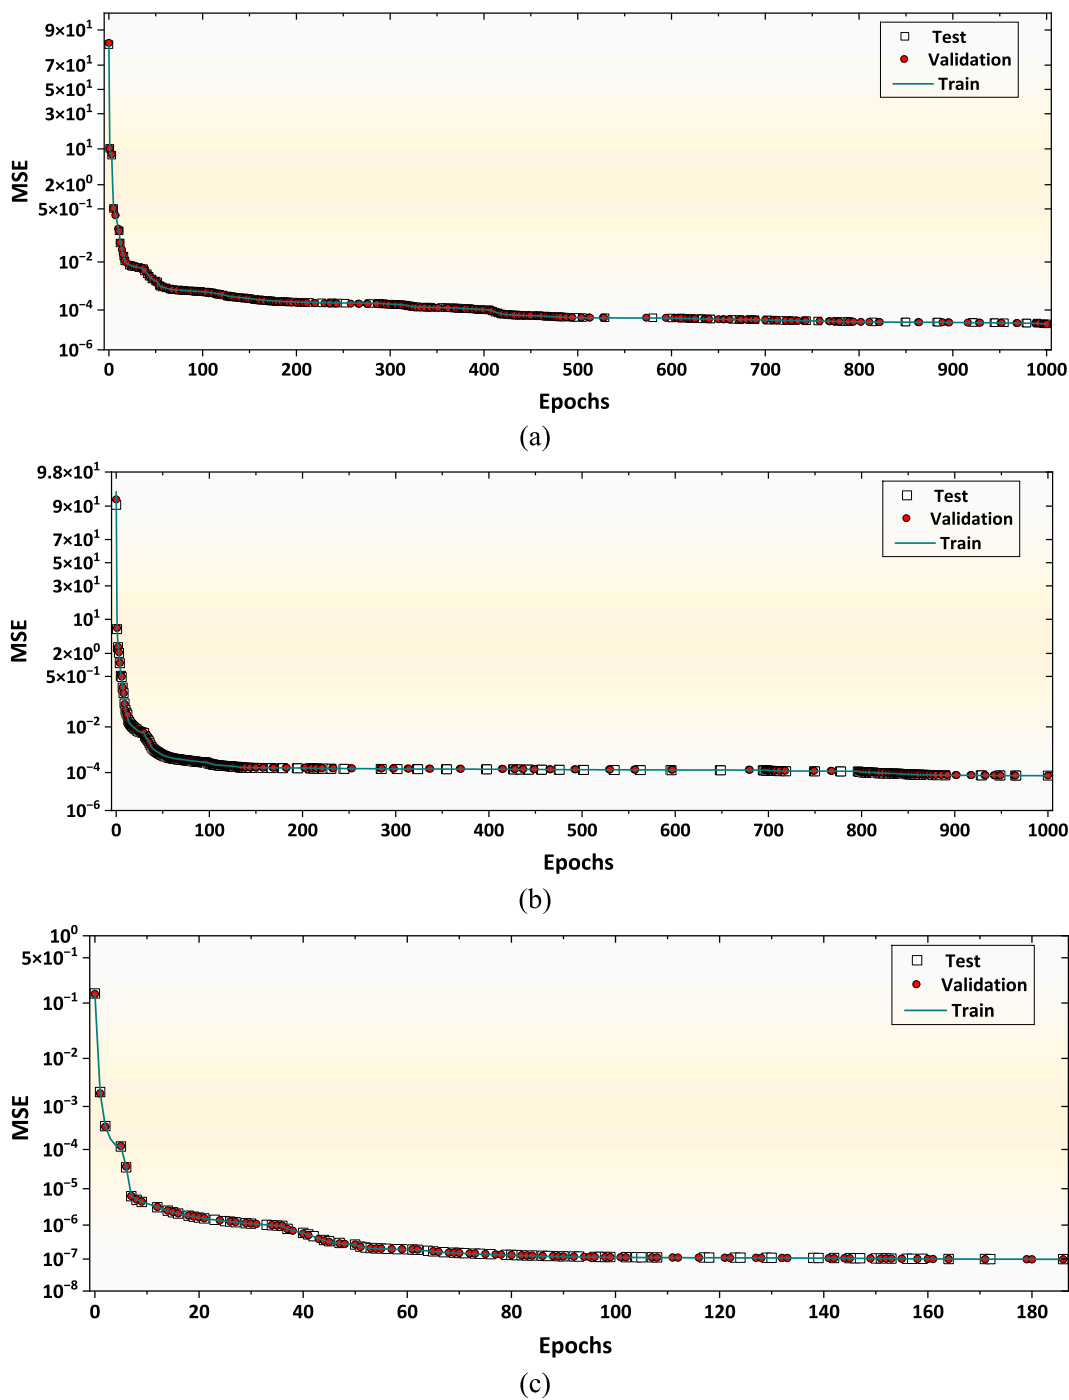 9×10¹
7×10¹
5×10¹
3×10¹
10¹
2×10⁰
5×10⁻¹
10⁻²
10⁻⁴
10⁻⁶
MSE
Test
Validation
Train
0 100 200 300 400 500 600 700 800 900 1000
Epochs
(a)
9.8×10¹
9×10¹
7×10¹
5×10¹
3×10¹
10¹
2×10⁰
5×10⁻¹
10⁻²
10⁻⁴
10⁻⁶
MSE
Test
Validation
Train
0 100 200 300 400 500 600 700 800 900 1000
Epochs
(b)
10⁰
5×10⁻¹
10⁻¹
10⁻²
10⁻³
10⁻⁴
10⁻⁵
10⁻⁶
10⁻⁷
10⁻⁸
MSE
Test
Validation
Train
0 20 40 60 80 100 120 140 160 180
Epochs
(c)